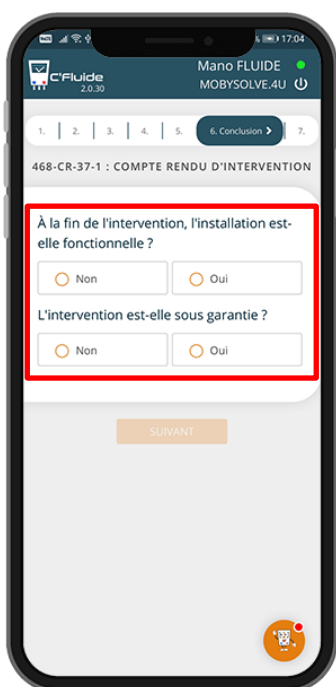 17:04
C'Fluide
2.0.30
Mano FLUIDE
MOBYSOLVE.4U
1. 2. 3. 4. 5. 6. Conclusion 7.
468-CR-37-1 : COMPTE RENDU D'INTERVENTION
À la fin de l'intervention, l'installation est-
elle fonctionnelle ?
Non Oui
L'intervention est-elle sous garantie ?
Non Oui
SUIVANT